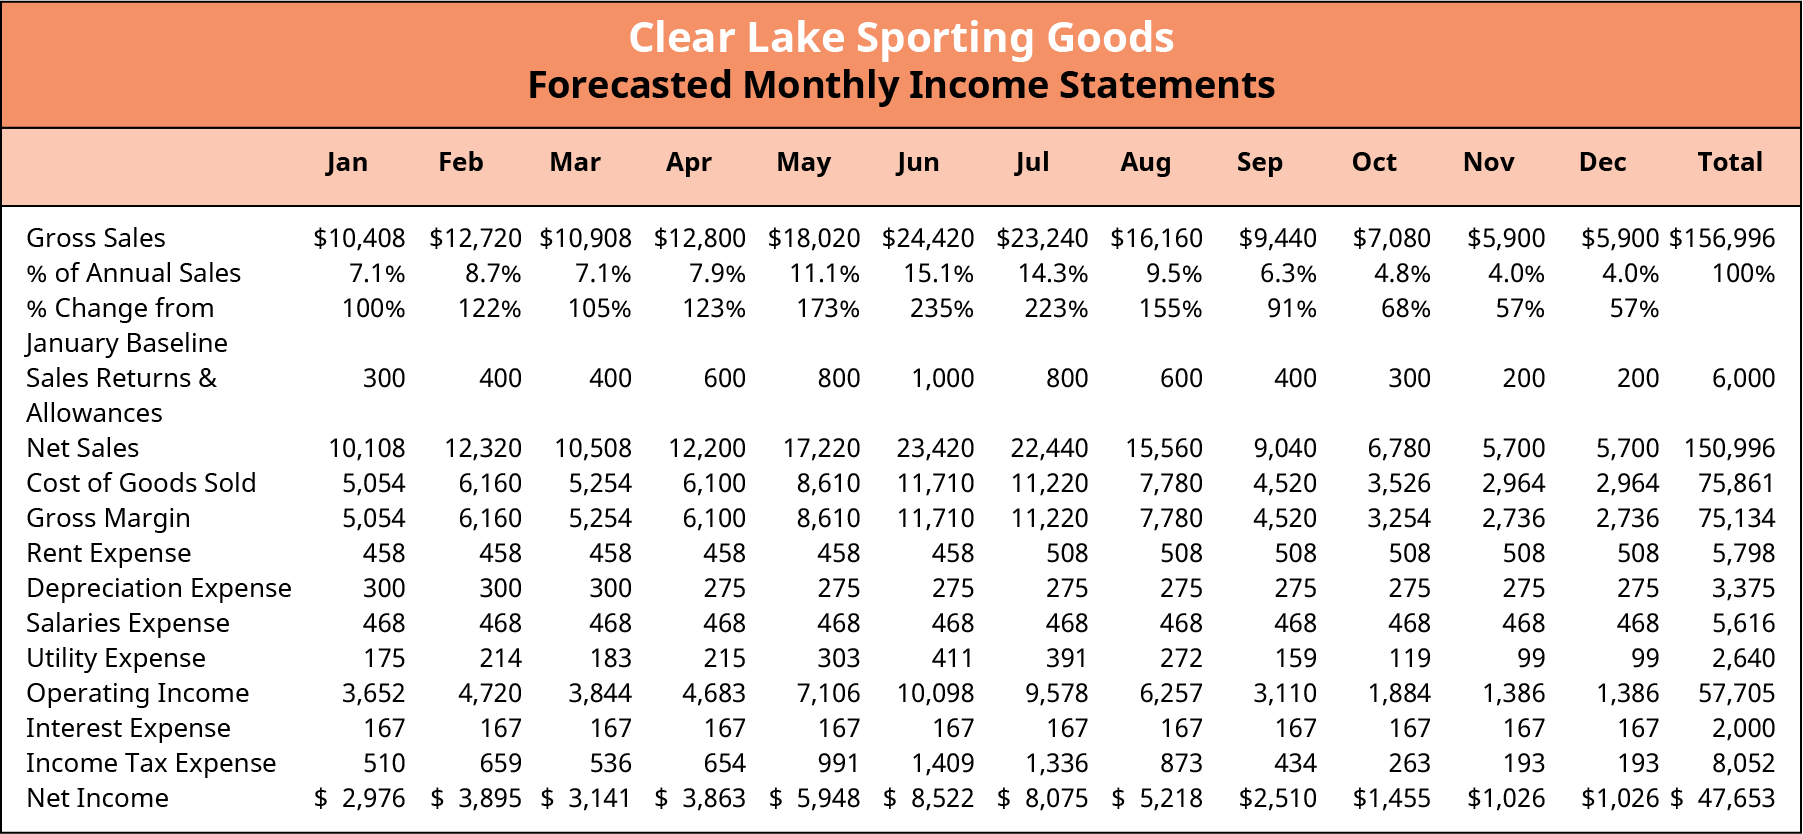 Clear Lake Sporting Goods
Forecasted Monthly Income Statements
Jan Feb Mar Apr May Jun Jul Aug Sep Oct Nov Dec Total
Gross Sales $10,408 $12,720 $10,908 $12,800 $18,020 $24,420 $23,240 $16,160 $9,440 $7,080 $5,900 $5,900 $156,996
% of Annual Sales 7.1% 8.7% 7.1% 7.9% 11.1% 15.1% 14.3% 9.5% 6.3% 4.8% 4.0% 4.0% 100%
% Change from 100% 122% 105% 123% 173% 235% 223% 155% 91% 68% 57% 57%
January Baseline
Sales Returns & 300 400 400 600 800 1,000 800 600 400 300 200 200 6,000
Allowances
Net Sales 10,108 12,320 10,508 12,200 17,220 23,420 22,440 15,560 9,040 6,780 5,700 5,700 150,996
Cost of Goods Sold 5,054 6,160 5,254 6,100 8,610 11,710 11,220 7,780 4,520 3,526 2,964 2,964 75,861
Gross Margin 5,054 6,160 5,254 6,100 8,610 11,710 11,220 7,780 4,520 3,254 2,736 2,736 75,134
Rent Expense 458 458 458 458 458 458 508 508 508 508 508 508 5,798
Depreciation Expense 300 300 300 275 275 275 275 275 275 275 275 275 3,375
Salaries Expense 468 468 468 468 468 468 468 468 468 468 468 468 5,616
Utility Expense 175 214 183 215 303 411 391 272 159 119 99 99 2,640
Operating Income 3,652 4,720 3,844 4,683 7,106 10,098 9,578 6,257 3,110 1,884 1,386 1,386 57,705
Interest Expense 167 167 167 167 167 167 167 167 167 167 167 167 2,000
Income Tax Expense 510 659 536 654 991 1,409 1,336 873 434 263 193 193 8,052
Net Income $ 2,976 $ 3,895 $ 3,141 $ 3,863 $ 5,948 $ 8,522 $ 8,075 $ 5,218 $2,510 $1,455 $1,026 $1,026 $ 47,653